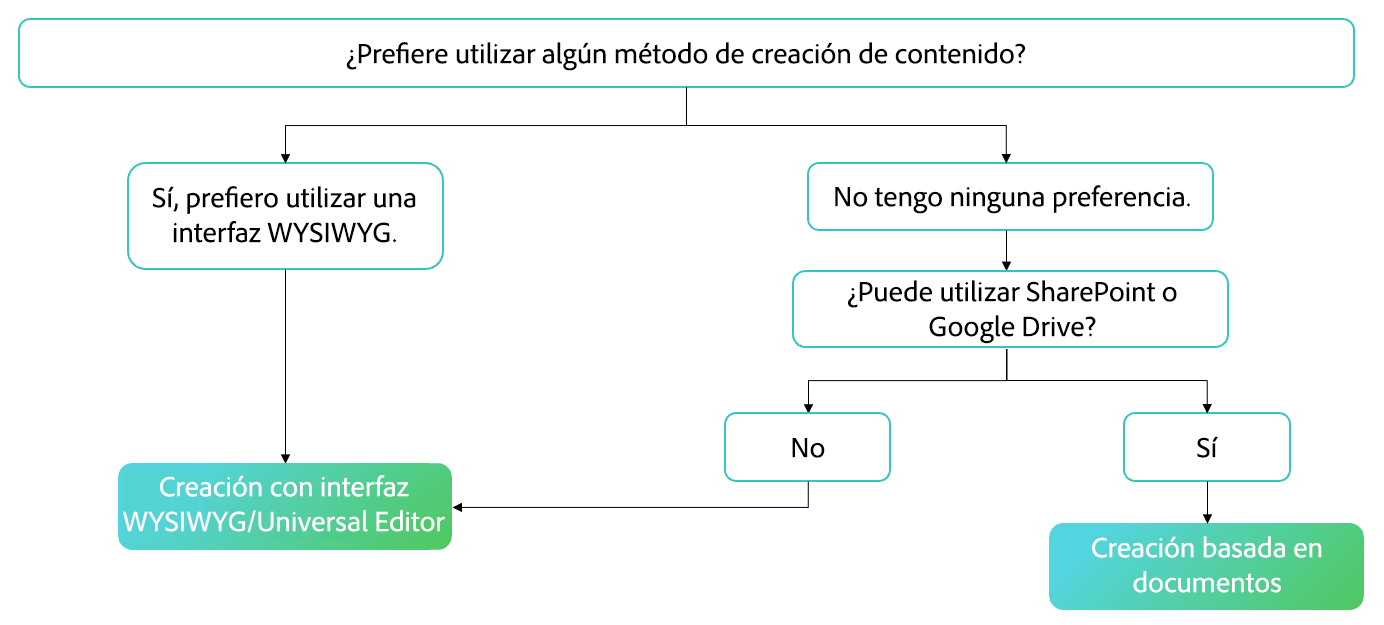 ¿Prefiere utilizar algún método de creación de contenido?
Sí, prefiero utilizar una
interfaz WYSIWYG.
No tengo ninguna preferencia.
¿Puede utilizar SharePoint o
Google Drive?
No
Sí
Creación con interfaz
WYSIWYG/Universal Editor
Creación basada en
documentos